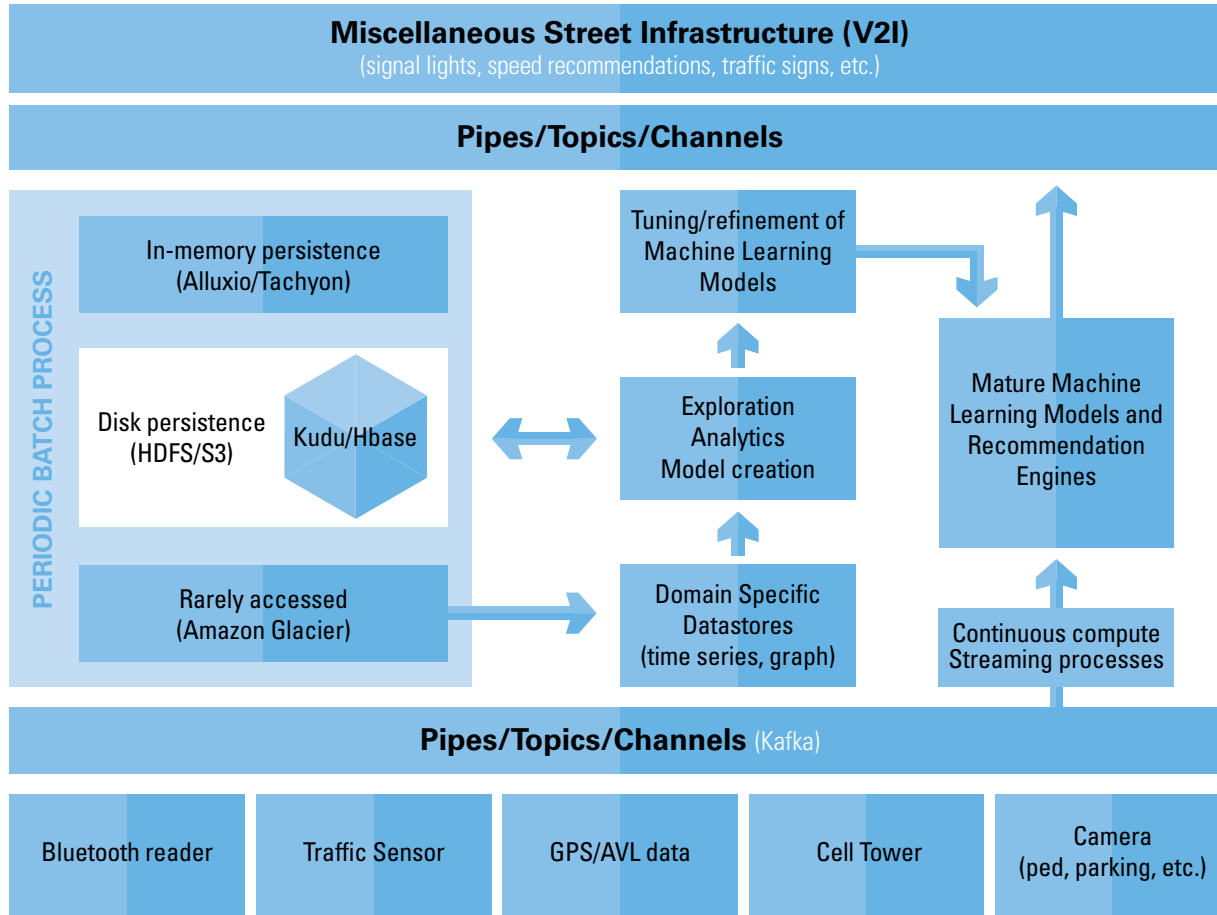 Miscellaneous Street Infrastructure (V2I)
(signal lights, speed recommendations, traffic signs, etc.)
Pipes/Topics/Channels
PERIODIC BATCH PROCESS
In-memory persistence
(Alluxio/Tachyon)
Disk persistence
(HDFS/S3)
Kudu/Hbase
Rarely accessed
(Amazon Glacier)
Tuning/refinement of
Machine Learning
Models
Exploration
Analytics
Model creation
Domain Specific
Datastores
(time series, graph)
Mature Machine
Learning Models and
Recommendation
Engines
Continuous compute
Streaming processes
Pipes/Topics/Channels (Kafka)
Bluetooth reader
Traffic Sensor
GPS/AVL data
Cell Tower
Camera
(ped, parking, etc.)